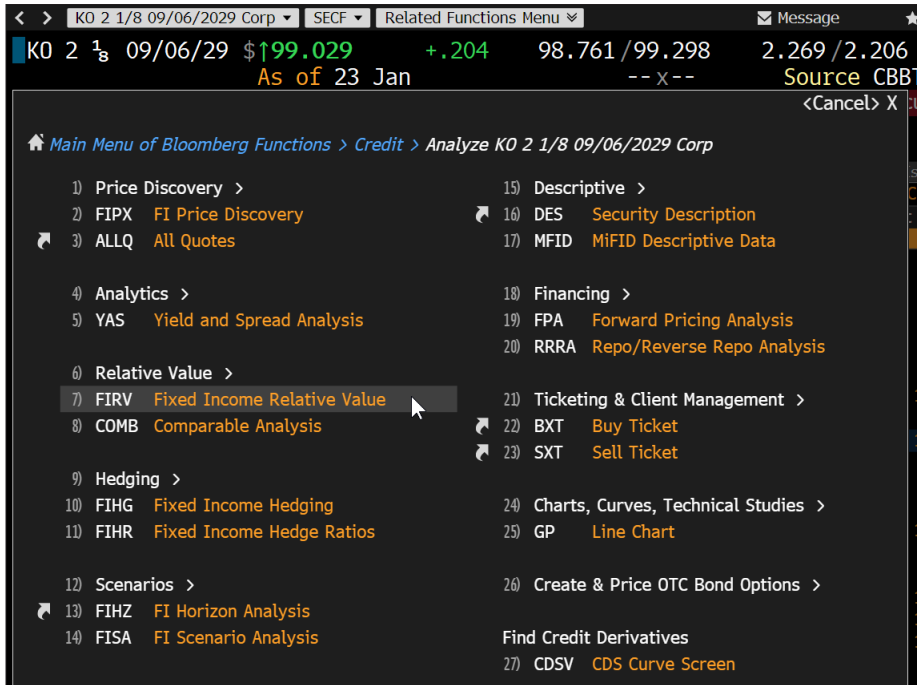 < > KO 2 1/8 09/06/2029 Corp SECF Related Functions Menu Message
KO 2 ⅛ 09/06/29 $↑99.029 +.204 98.761/99.298 2.269/2.206
As of 23 Jan --x-- Source CBBT
<Cancel> X
Main Menu of Bloomberg Functions > Credit > Analyze KO 2 1/8 09/06/2029 Corp
1) Price Discovery >
2) FIPX FI Price Discovery
3) ALLQ All Quotes
4) Analytics >
5) YAS Yield and Spread Analysis
6) Relative Value >
7) FIRV Fixed Income Relative Value
8) COMB Comparable Analysis
9) Hedging >
10) FIHG Fixed Income Hedging
11) FIHR Fixed Income Hedge Ratios
12) Scenarios >
13) FIHZ FI Horizon Analysis
14) FISA FI Scenario Analysis
15) Descriptive >
16) DES Security Description
17) MFID MiFID Descriptive Data
18) Financing >
19) FPA Forward Pricing Analysis
20) RRRA Repo/Reverse Repo Analysis
21) Ticketing & Client Management >
22) BXT Buy Ticket
23) SXT Sell Ticket
24) Charts, Curves, Technical Studies >
25) GP Line Chart
26) Create & Price OTC Bond Options >
Find Credit Derivatives
27) CDSV CDS Curve Screen